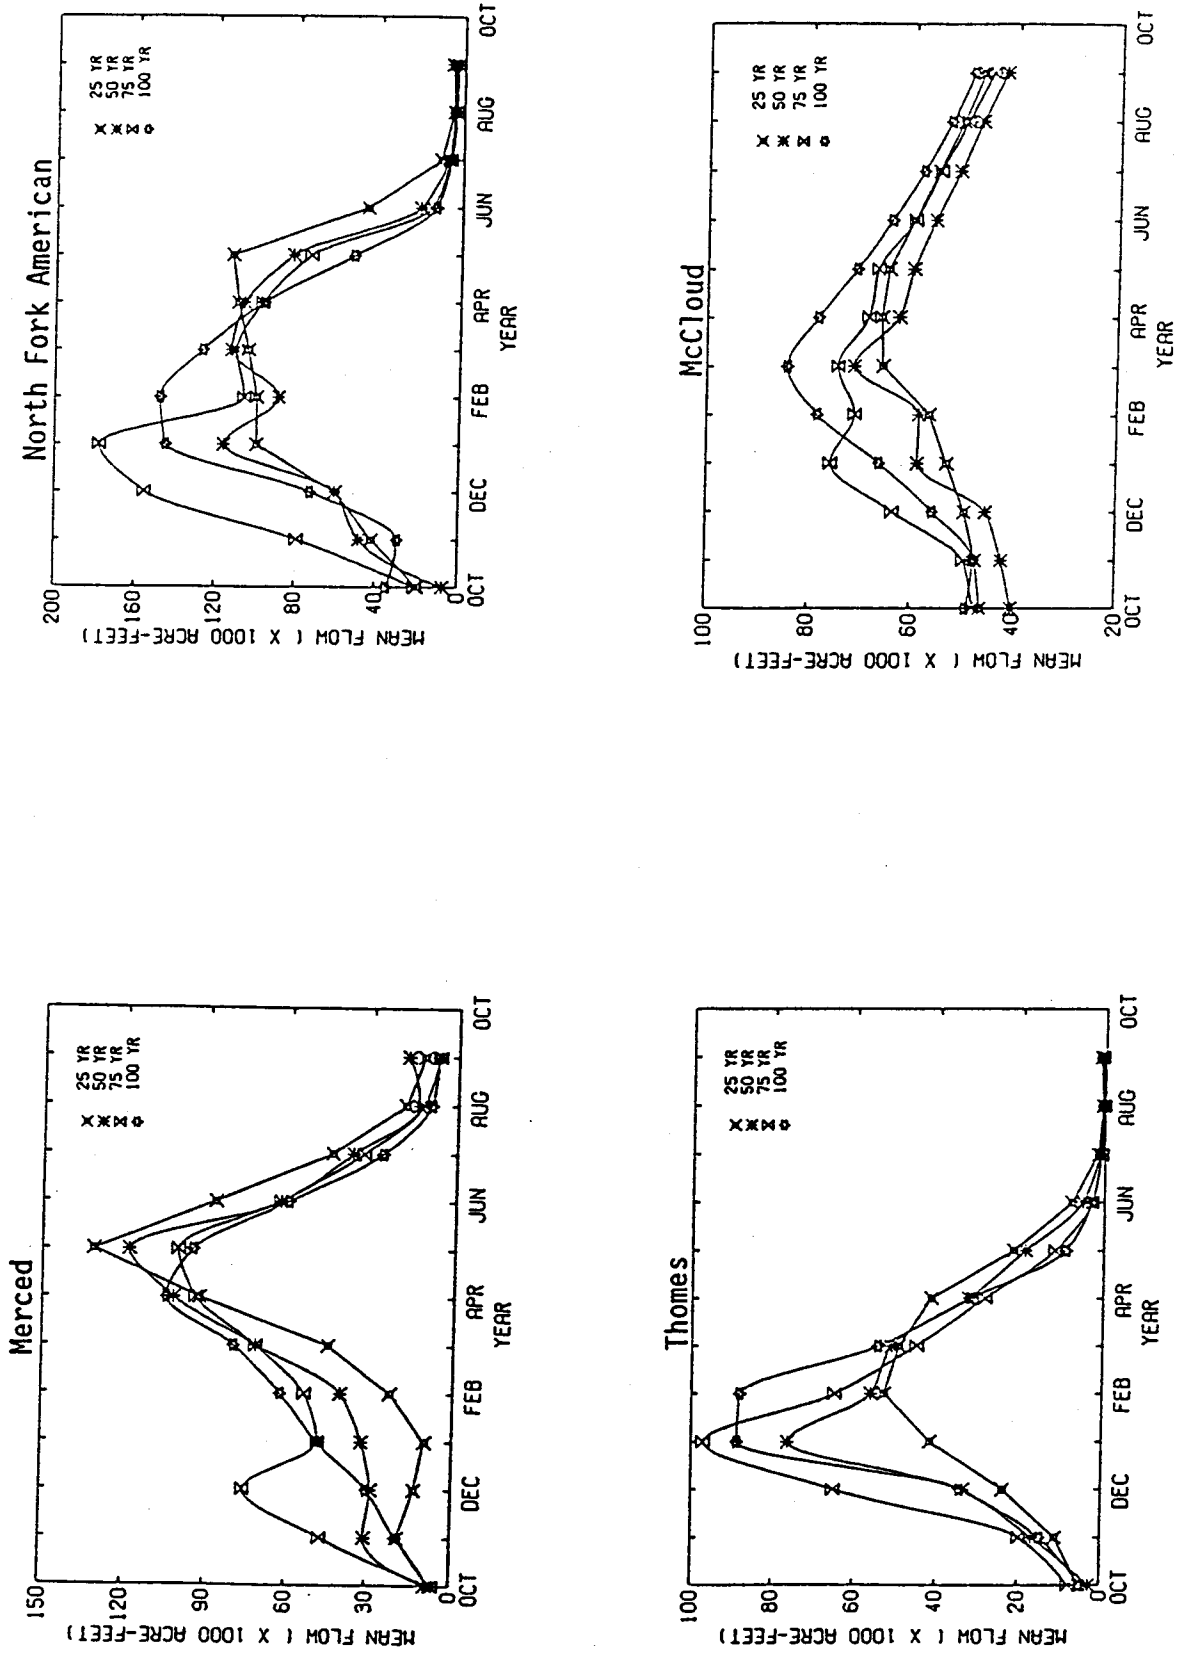 Merced
MEAN FLOW ( X 1000 ACRE-FEET)
150
120
90
60
30
0
OCT
DEC
FEB
APR
JUN
AUG
OCT
YEAR
25 YR
50 YR
75 YR
100 YR
North Fork American
MEAN FLOW ( X 1000 ACRE-FEET)
200
160
120
80
40
0
OCT
DEC
FEB
APR
JUN
AUG
OCT
YEAR
25 YR
50 YR
75 YR
100 YR
Thomes
MEAN FLOW ( X 1000 ACRE-FEET)
100
80
60
40
20
0
OCT
DEC
FEB
APR
JUN
AUG
OCT
YEAR
25 YR
50 YR
75 YR
100 YR
McCloud
MEAN FLOW ( X 1000 ACRE-FEET)
100
80
60
40
20
OCT
DEC
FEB
APR
JUN
AUG
OCT
YEAR
25 YR
50 YR
75 YR
100 YR